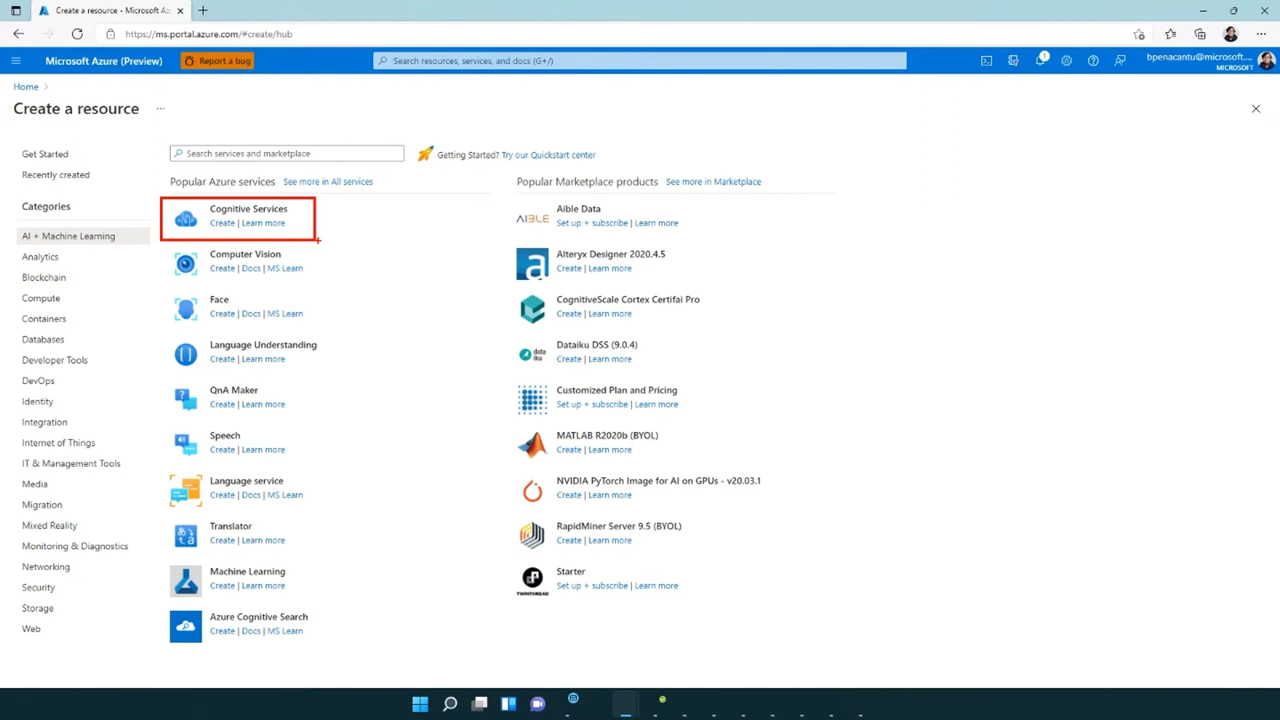 Create a resource - Microsoft Az
https://ms.portal.azure.com/#create/hub
Microsoft Azure (Preview)
Report a bug
Search resources, services, and docs (G+/)
1
bpenacantu@microsoft....
MICROSOFT
Home >
Create a resource ...
Get Started
Recently created
Categories
AI + Machine Learning
Analytics
Blockchain
Compute
Containers
Databases
Developer Tools
DevOps
Identity
Integration
Internet of Things
IT & Management Tools
Media
Migration
Mixed Reality
Monitoring & Diagnostics
Networking
Security
Storage
Web
Search services and marketplace
Getting Started? Try our Quickstart center
Popular Azure services See more in All services
Cognitive Services
Create | Learn more
Computer Vision
Create | Docs | MS Learn
Face
Create | Docs | MS Learn
Language Understanding
Create | Learn more
QnA Maker
Create | Learn more
Speech
Create | Learn more
Language service
Create | Docs | MS Learn
Translator
Create | Learn more
Machine Learning
Create | Learn more
Azure Cognitive Search
Create | Docs | MS Learn
Popular Marketplace products See more in Marketplace
AIBLE
Aible Data
Set up + subscribe | Learn more
a
Alteryx Designer 2020.4.5
Create | Learn more
CognitiveScale Cortex Certifai Pro
Create | Learn more
data
iku
Dataiku DSS (9.0.4)
Create | Learn more
Customized Plan and Pricing
Set up + subscribe | Learn more
MATLAB R2020b (BYOL)
Create | Learn more
NVIDIA PyTorch Image for AI on GPUs - v20.03.1
Create | Learn more
RapidMiner Server 9.5 (BYOL)
Create | Learn more
TWINTHREAD
Starter
Set up + subscribe | Learn more